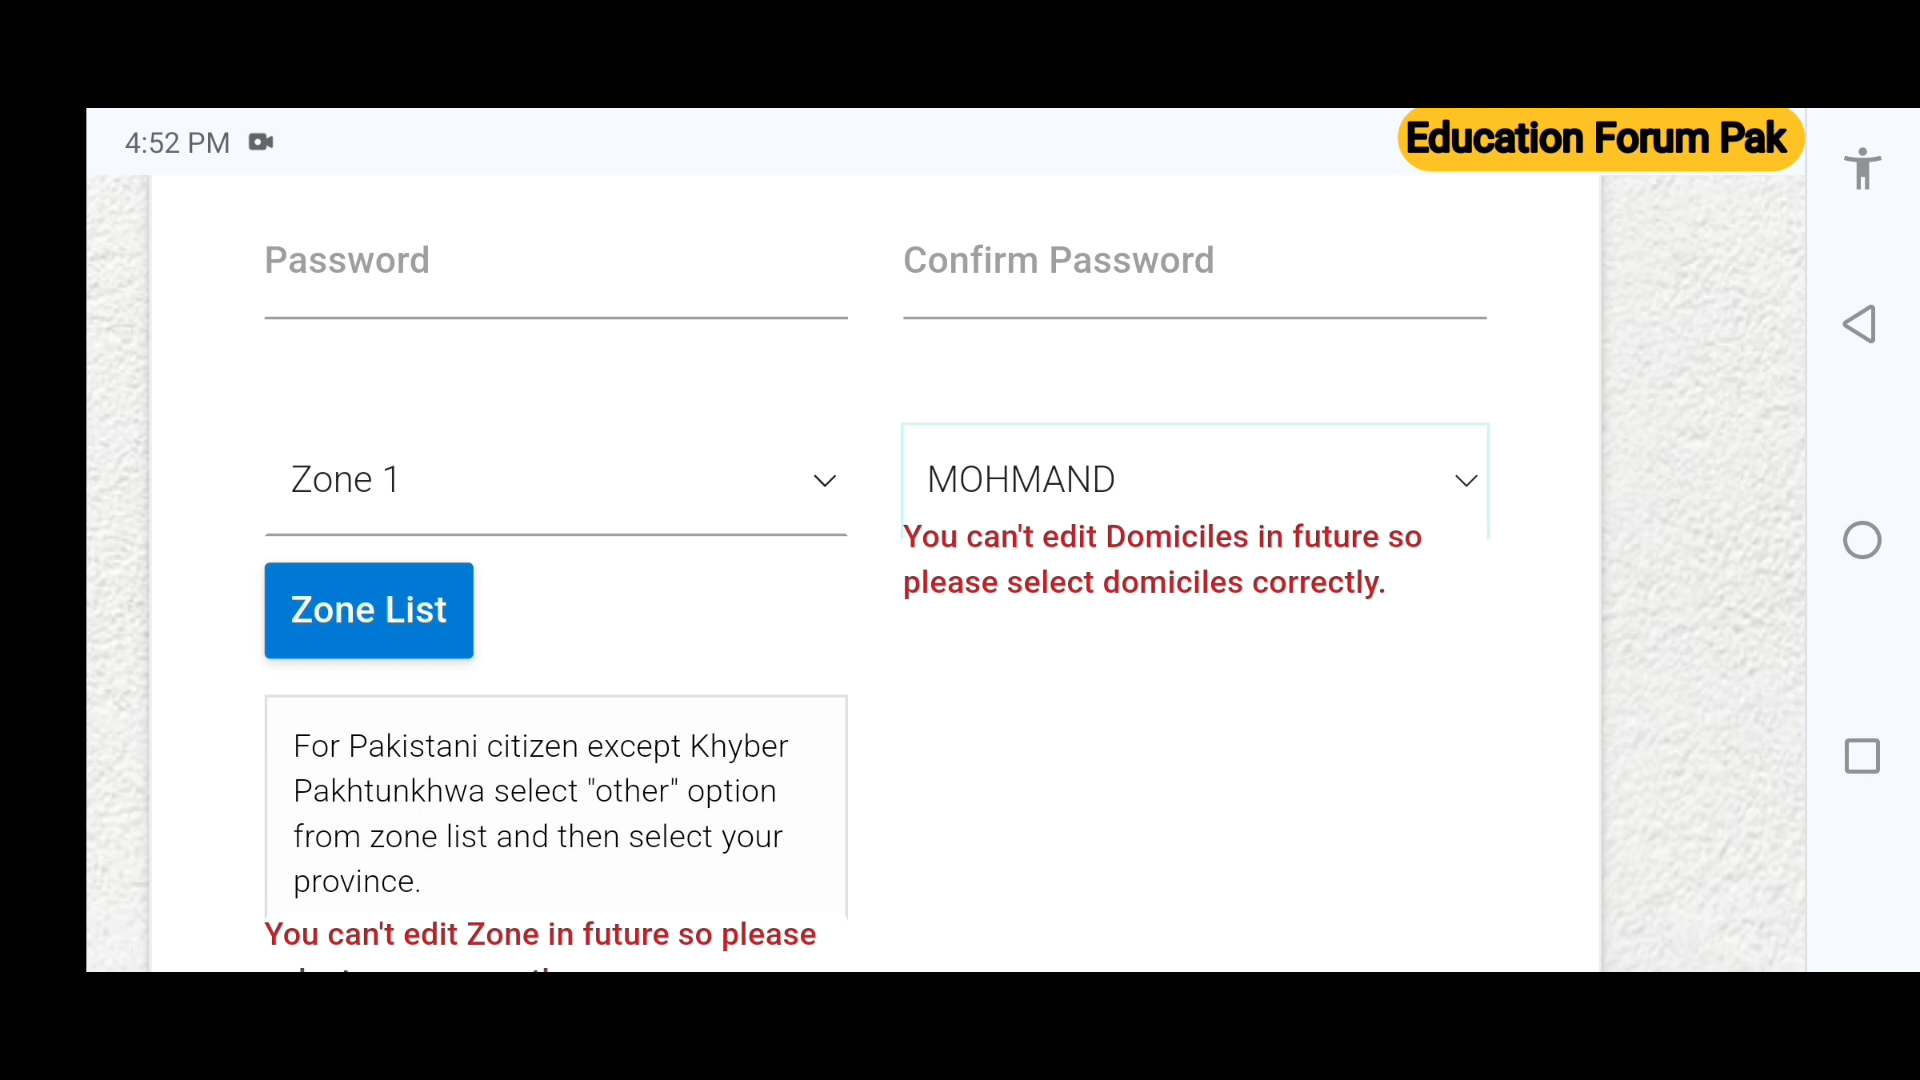 4:52 PM
Education Forum Pak
Password
Confirm Password
Zone 1
MOHMAND
You can't edit Domiciles in future so
please select domiciles correctly.
Zone List
For Pakistani citizen except Khyber
Pakhtunkhwa select "other" option
from zone list and then select your
province.
You can't edit Zone in future so please